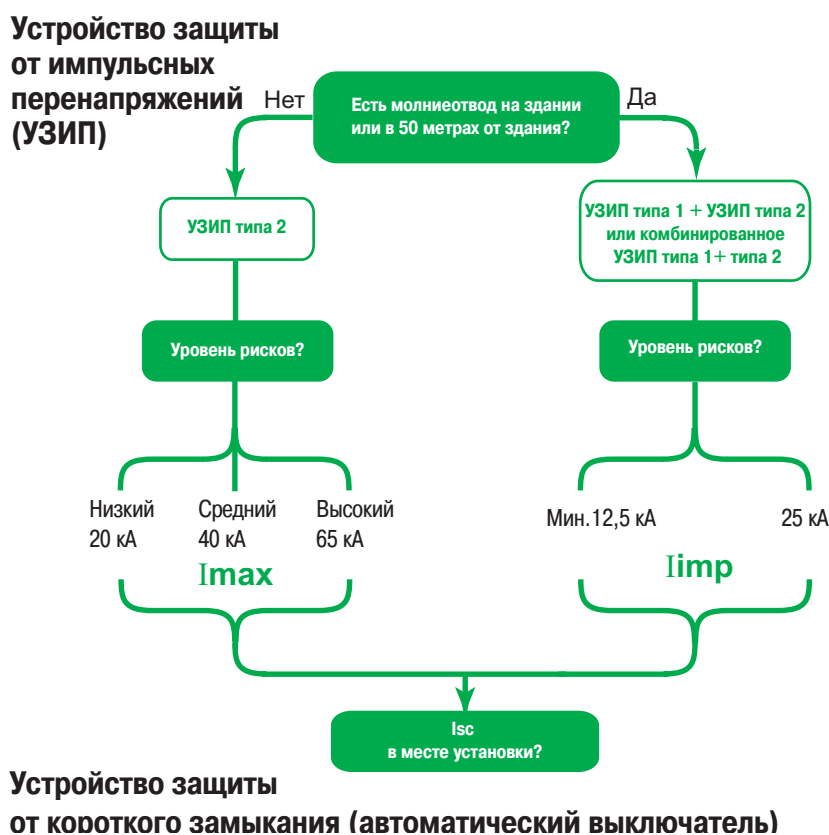 Устройство защиты
от импульсных
перенапряжений
(УЗИП)
Нет
Есть молниеотвод на здании
или в 50 метрах от здания?
Да
УЗИП типа 2
УЗИП типа 1 + УЗИП типа 2
или комбинированное
УЗИП типа 1+ типа 2
Уровень рисков?
Уровень рисков?
Низкий
20 кА
Средний
40 кА
Высокий
65 кА
Imax
Мин.12,5 кА
25 кА
Iimp
Isc
в месте установки?
Устройство защиты
от короткого замыкания (автоматический выключатель)